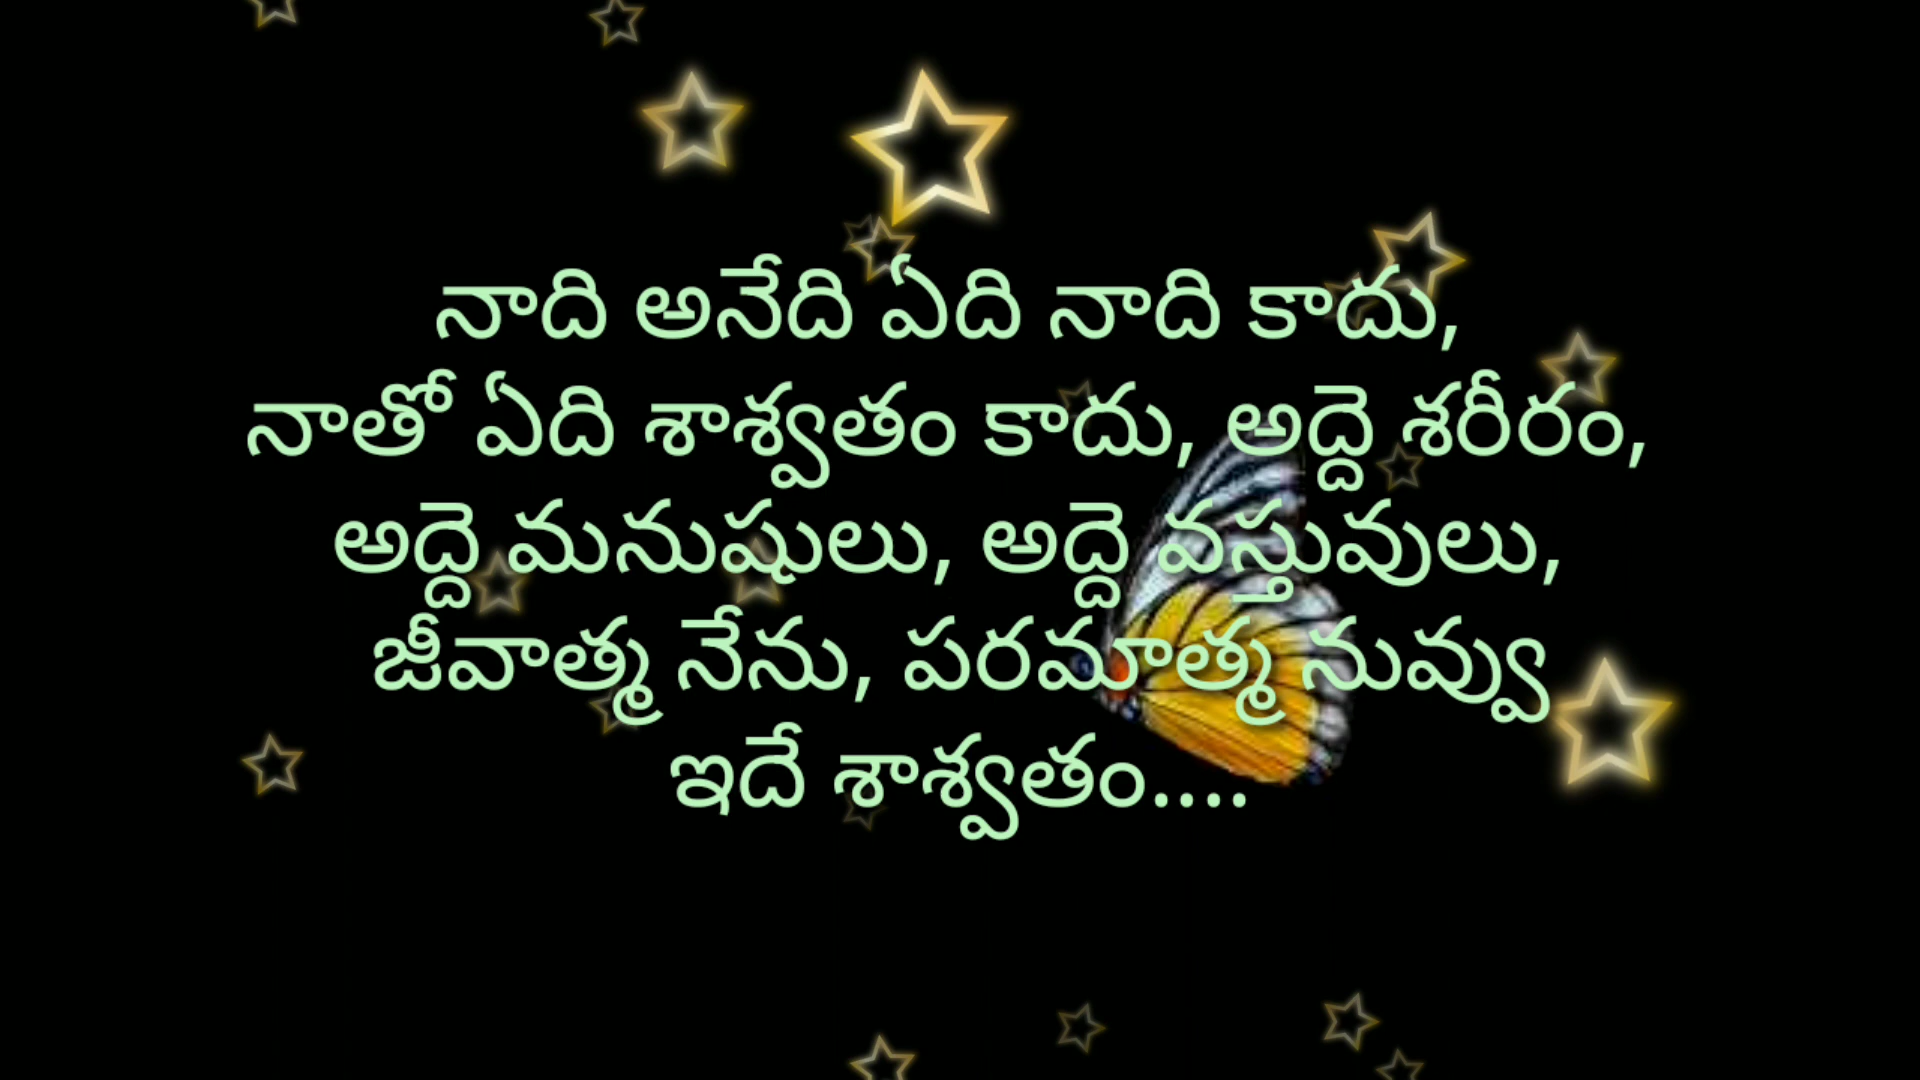 నాది అనేది ఏది నాది కాదు,
నాతో ఏది శాశ్వతం కాదు, అద్దె శరీరం,
అద్దె మనుషులు, అద్దె వస్తువులు,
జీవాత్మ నేను, పరమాత్మ నువ్వు
ఇదే శాశ్వతం....